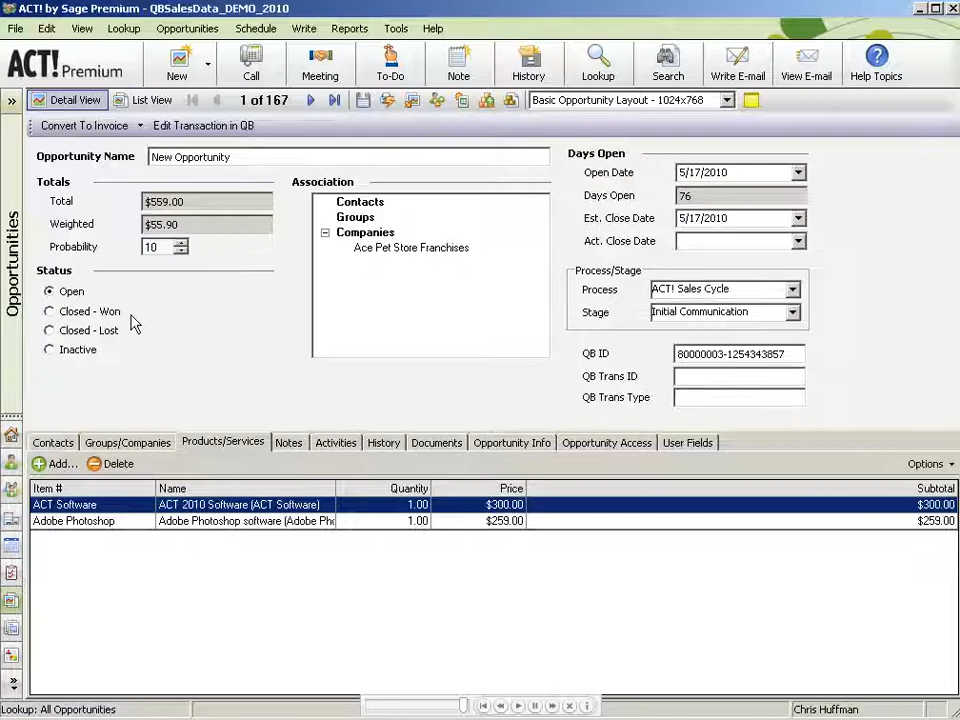 ACT! by Sage Premium - QBSalesData_DEMO_2010
File Edit View Lookup Opportunities Schedule Write Reports Tools Help
ACT! Premium New Call Meeting To-Do Note History Lookup Search Write E-mail View E-mail Help Topics
Detail View List View 1 of 167 Basic Opportunity Layout - 1024x768
Convert To Invoice Edit Transaction in QB
Opportunities
Opportunity Name New Opportunity
Totals
Total $559.00
Weighted $55.90
Probability 10
Status
Open
Closed - Won
Closed - Lost
Inactive
Association
Contacts
Groups
Companies
Ace Pet Store Franchises
Days Open
Open Date 5/17/2010
Days Open 76
Est. Close Date 5/17/2010
Act. Close Date
Process/Stage
Process ACT! Sales Cycle
Stage Initial Communication
QB ID 80000003-1254343857
QB Trans ID
QB Trans Type
Contacts Groups/Companies Products/Services Notes Activities History Documents Opportunity Info Opportunity Access User Fields
Add... Delete Options
Item # Name Quantity Price Subtotal
ACT Software ACT 2010 Software (ACT Software) 1.00 $300.00 $300.00
Adobe Photoshop Adobe Photoshop software (Adobe Pho 1.00 $259.00 $259.00
Lookup: All Opportunities Chris Huffman